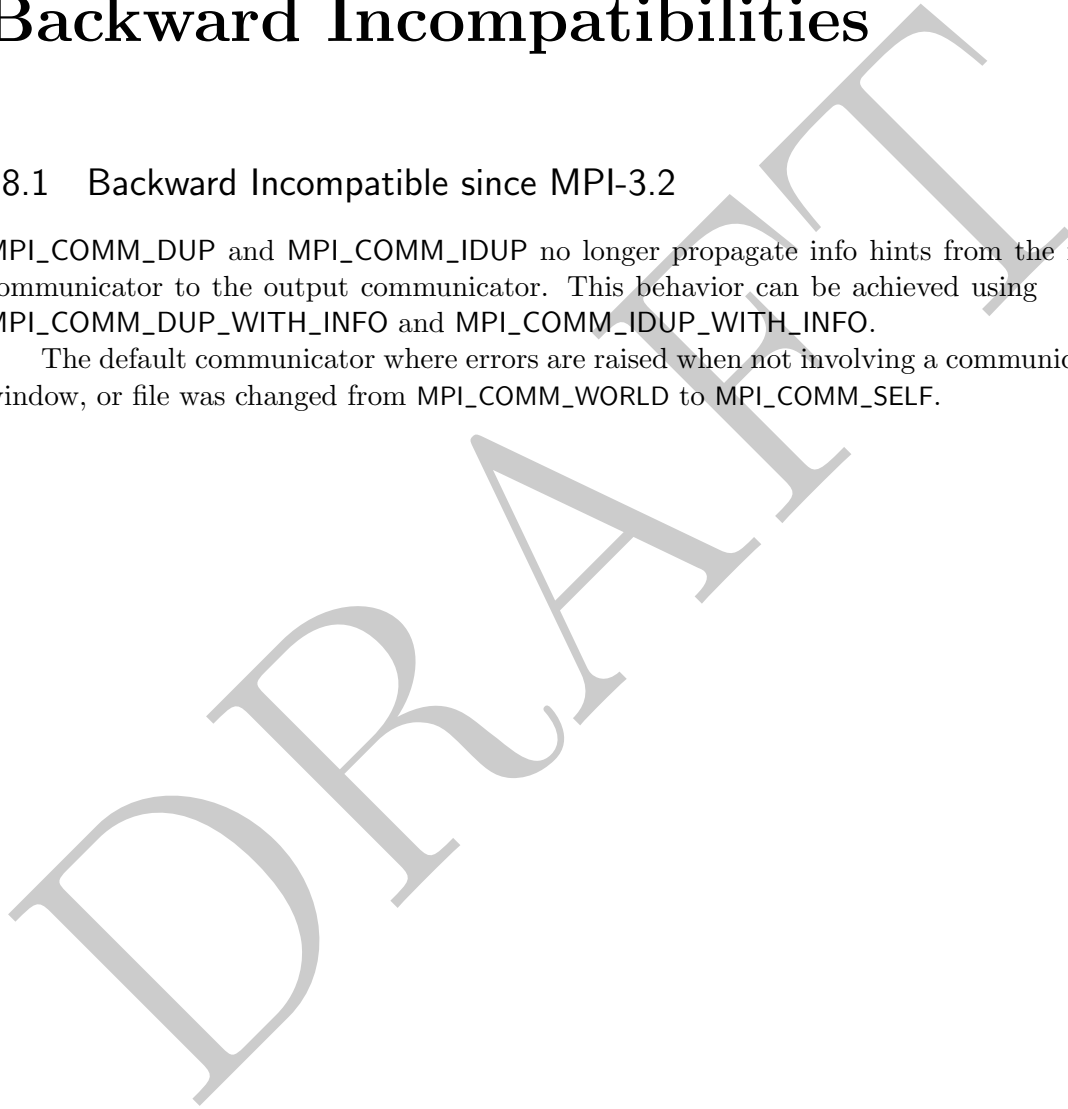 Backward Incompatibilities
8.1 Backward Incompatible since MPI-3.2
MPI_COMM_DUP and MPI_COMM_IDUP no longer propagate info hints from the
ommunicator to the output communicator. This behavior can be achieved using
MPI_COMM_DUP_WITH_INFO and MPI_COMM_IDUP_WITH_INFO.
The default communicator where errors are raised when not involving a communic
window, or file was changed from MPI_COMM_WORLD to MPI_COMM_SELF.
DRAFT